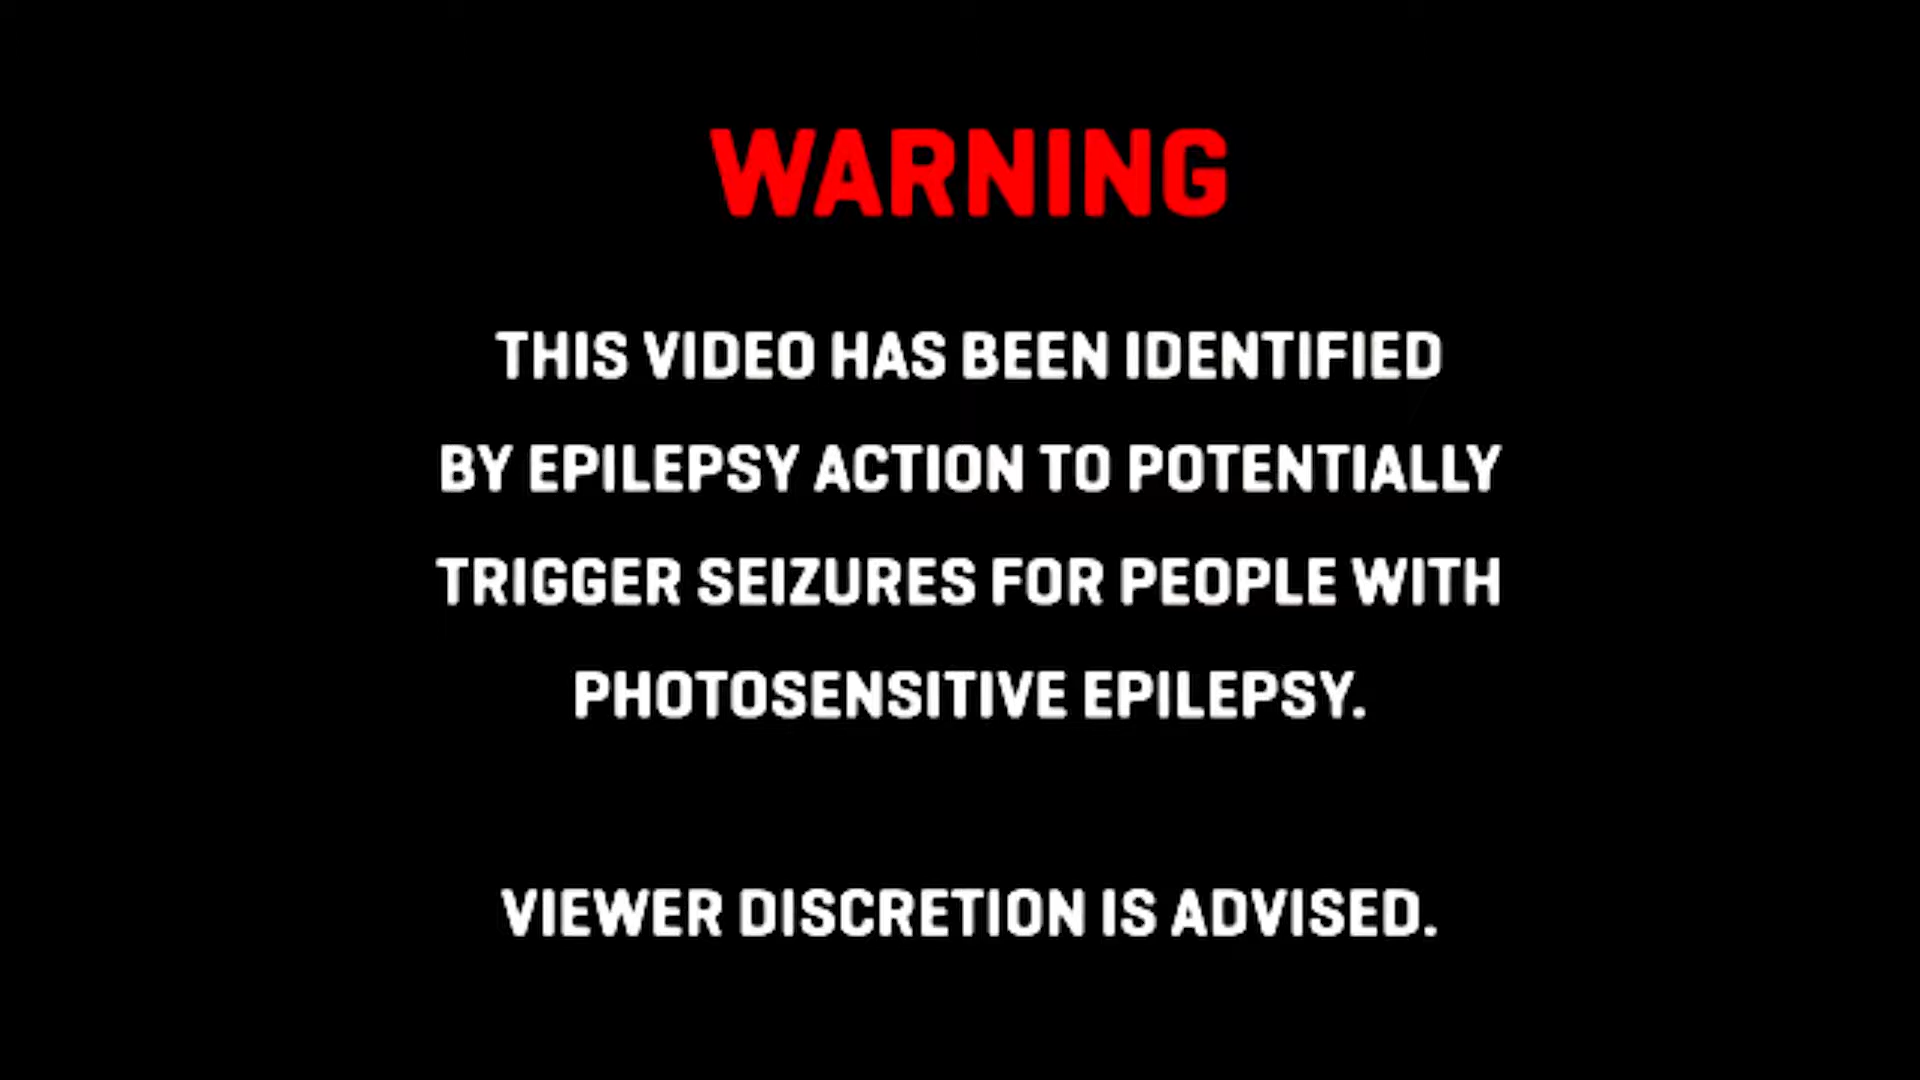 WARNING
THIS VIDEO HAS BEEN IDENTIFIED
BY EPILEPSY ACTION TO POTENTIALLY
TRIGGER SEIZURES FOR PEOPLE WITH
PHOTOSENSITIVE EPILEPSY.
VIEWER DISCRETION IS ADVISED.